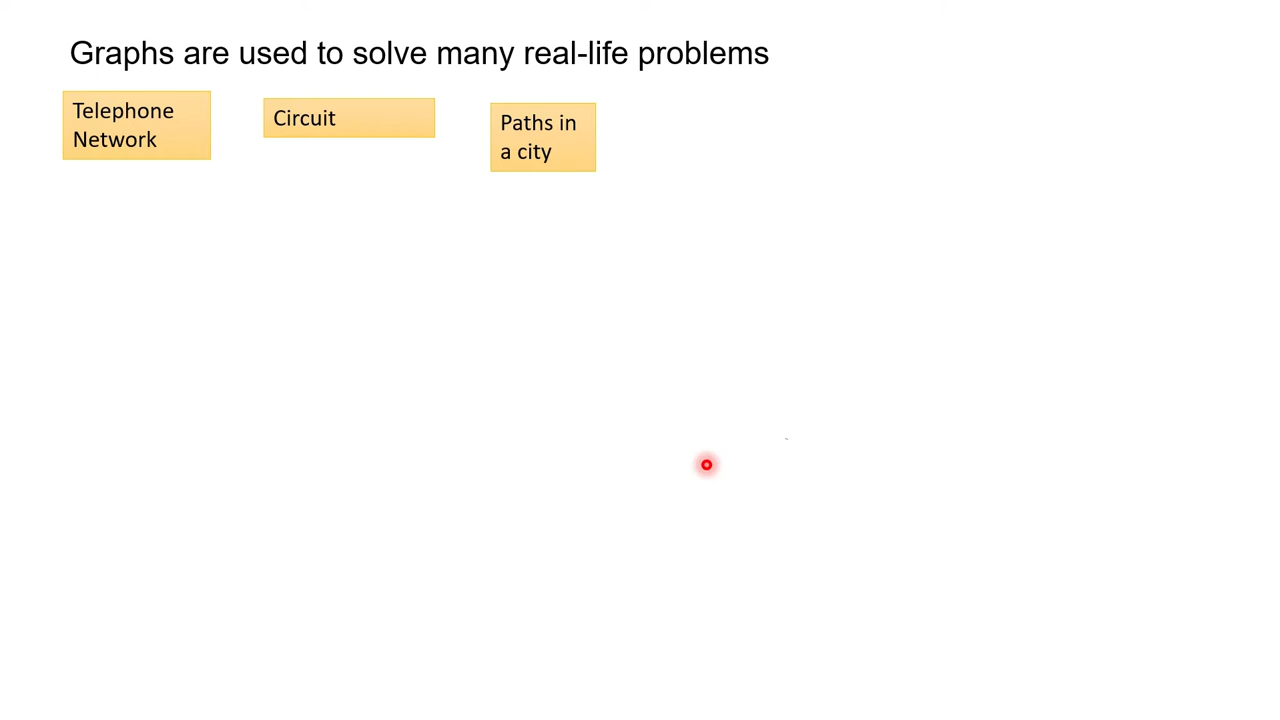 Graphs are used to solve many real-life problems
Telephone
Network
Circuit
Paths in
a city